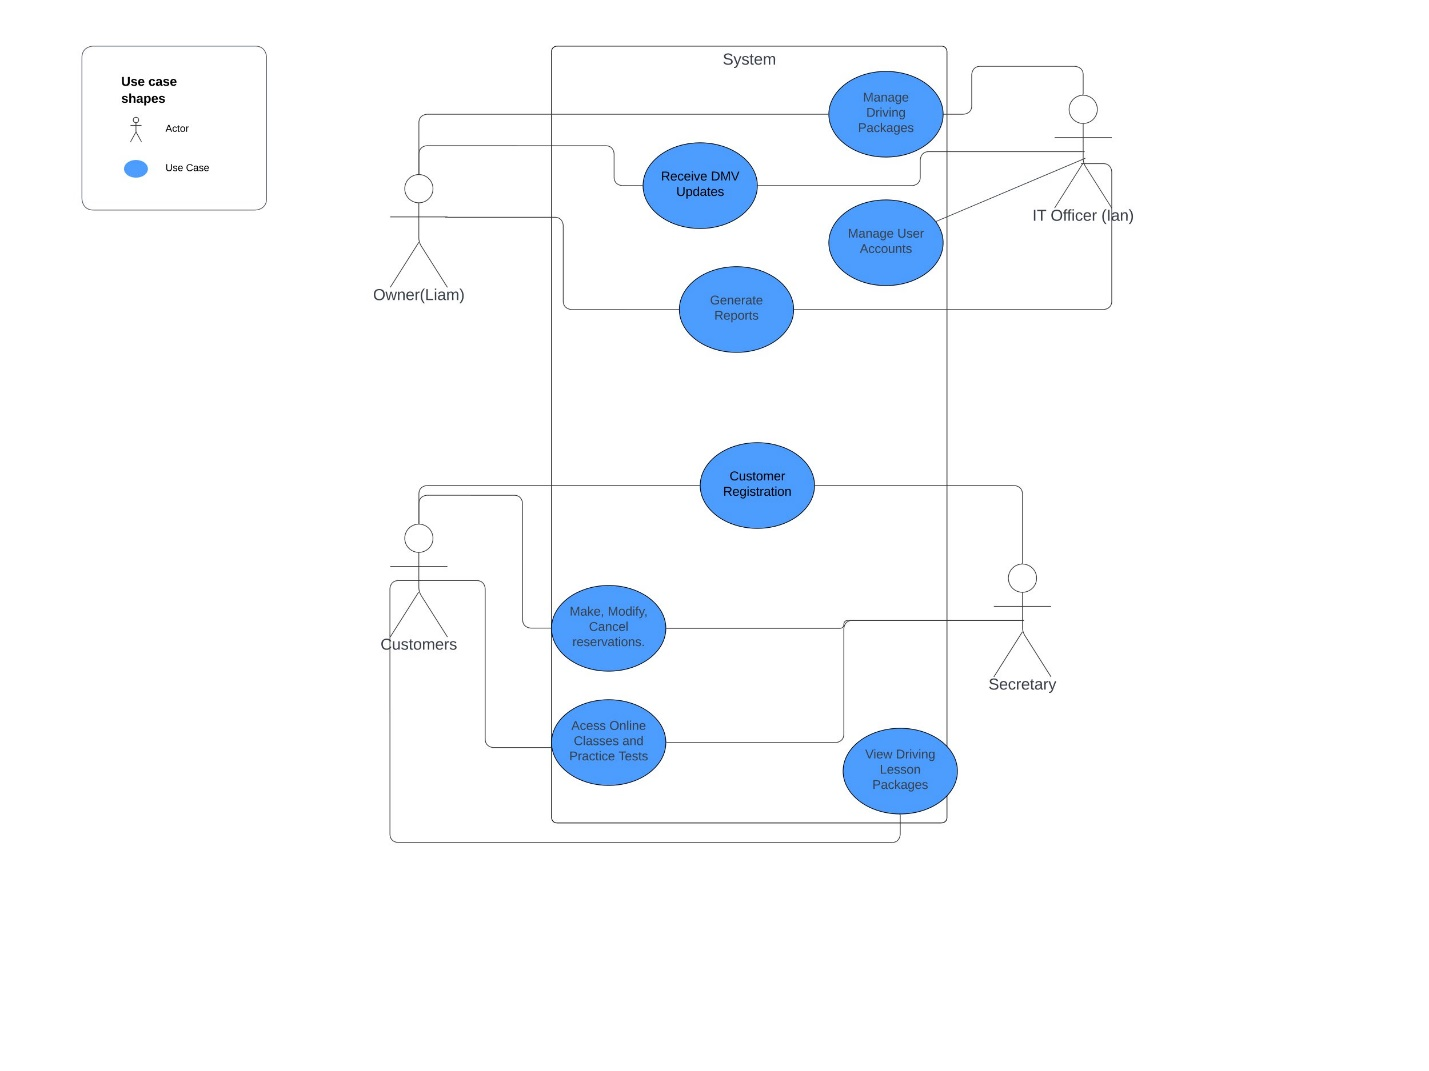 Use case
shapes
Actor
Use Case
System
Manage
Driving
Packages
Receive DMV
Updates
Manage User
Accounts
Generate
Reports
Owner(Liam)
IT Officer (Ian)
Customer
Registration
Make, Modify,
Cancel
reservations.
Customers
Secretary
Acess Online
Classes and
Practice Tests
View Driving
Lesson
Packages